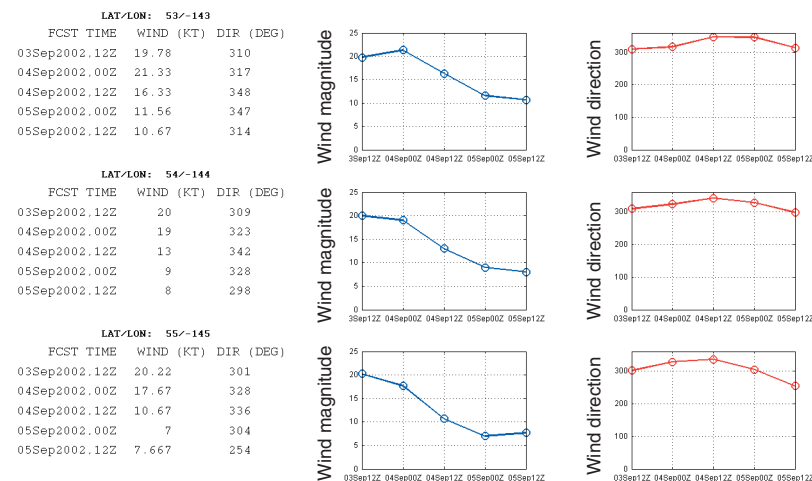 LAT/LON: 53/-143
FCST TIME WIND (KT) DIR (DEG)
03Sep2002,12Z 19.78 310
04Sep2002,00Z 21.33 317
04Sep2002,12Z 16.33 348
05Sep2002,00Z 11.56 347
05Sep2002,12Z 10.67 314
Wind magnitude
25
20
15
10
5
0
3Sep12Z 04Sep00Z 04Sep12Z 05Sep00Z 05Sep12Z
Wind direction
300
200
100
0
03Sep12Z 04Sep00Z 04Sep12Z 05Sep00Z 05Sep12Z
LAT/LON: 54/-144
FCST TIME WIND (KT) DIR (DEG)
03Sep2002,12Z 20 309
04Sep2002,00Z 19 323
04Sep2002,12Z 13 342
05Sep2002,00Z 9 328
05Sep2002,12Z 8 298
Wind magnitude
25
20
15
10
5
0
3Sep12Z 04Sep00Z 04Sep12Z 05Sep00Z 05Sep12Z
Wind direction
300
200
100
0
03Sep12Z 04Sep00Z 04Sep12Z 05Sep00Z 05Sep12Z
LAT/LON: 55/-145
FCST TIME WIND (KT) DIR (DEG)
03Sep2002,12Z 20.22 301
04Sep2002,00Z 17.67 328
04Sep2002,12Z 10.67 336
05Sep2002,00Z 7 304
05Sep2002,12Z 7.667 254
Wind magnitude
25
20
15
10
5
0
03Sep12Z 04Sep00Z 04Sep12Z 05Sep00Z 05Sep12Z
Wind direction
300
200
100
0
03Sep12Z 04Sep00Z 04Sep12Z 05Sep00Z 05Sep12Z